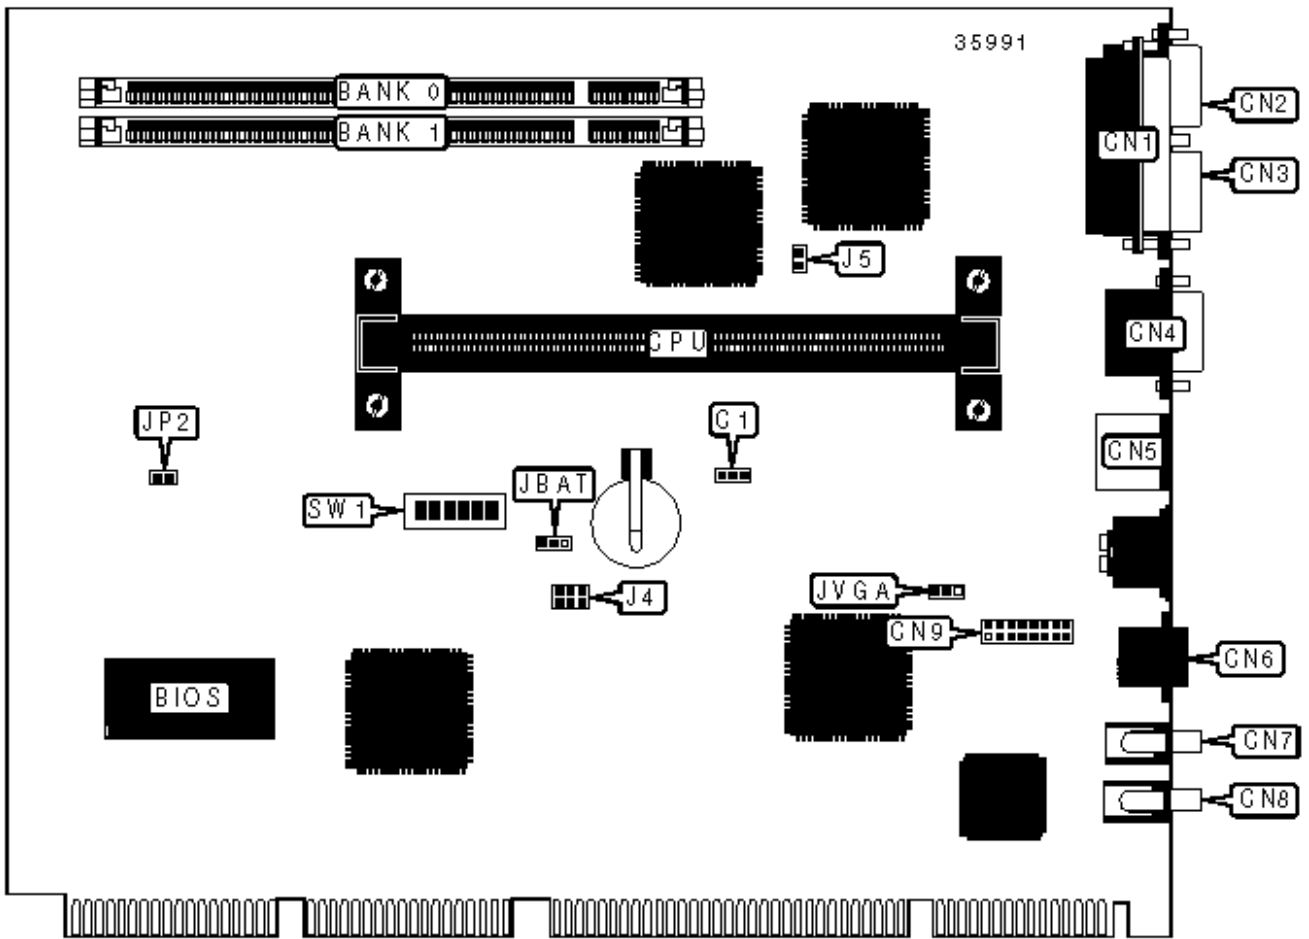 35991
BANK 0
CN2
BANK 1
CN1
CN3
J5
CN4
CPU
JP2
C1
CN5
JBAT
SW1
JVGA
J4
CN9
CN6
BIOS
CN7
CN8